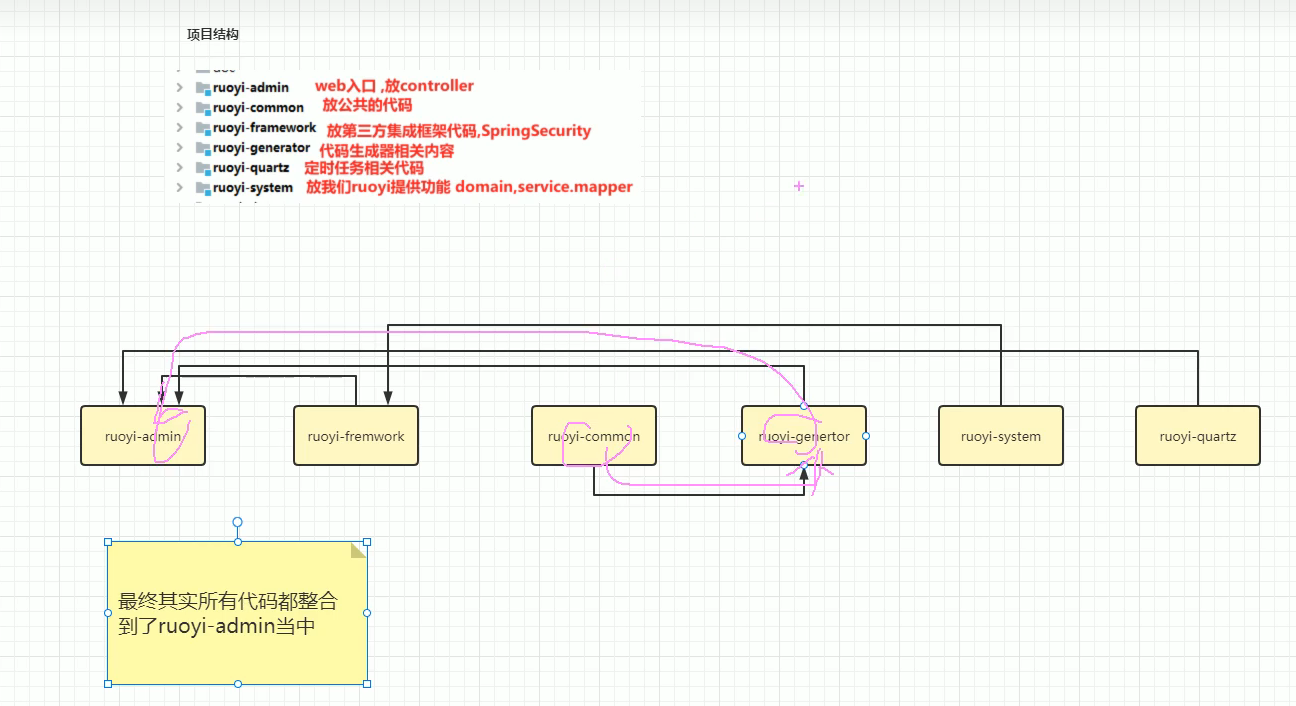 项目结构
ruoyi-admin web入口 ,放controller
ruoyi-common 放公共的代码
ruoyi-framework 放第三方集成框架代码,SpringSecurity
ruoyi-generator 代码生成器相关内容
ruoyi-quartz 定时任务相关代码
ruoyi-system 放我们ruoyi提供功能 domain,service.mapper
ruoyi-admin
ruoyi-fremwork
ruoyi-common
ruoyi-genertor
ruoyi-system
ruoyi-quartz
最终其实所有代码都整合
到了ruoyi-admin当中